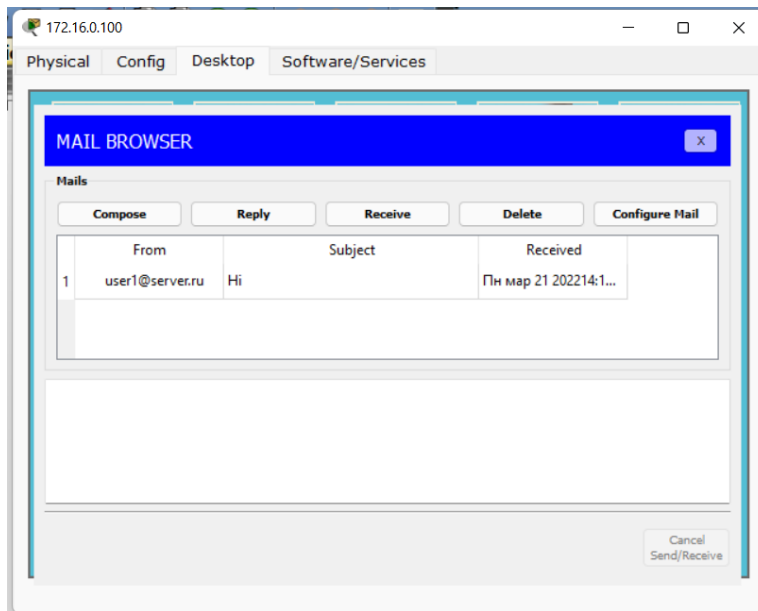 172.16.0.100
Physical Config Desktop Software/Services
MAIL BROWSER X
Mails
Compose Reply Receive Delete Configure Mail
From Subject Received
1 user1@server.ru Hi Пн мар 21 202214:1...
Cancel
Send/Receive